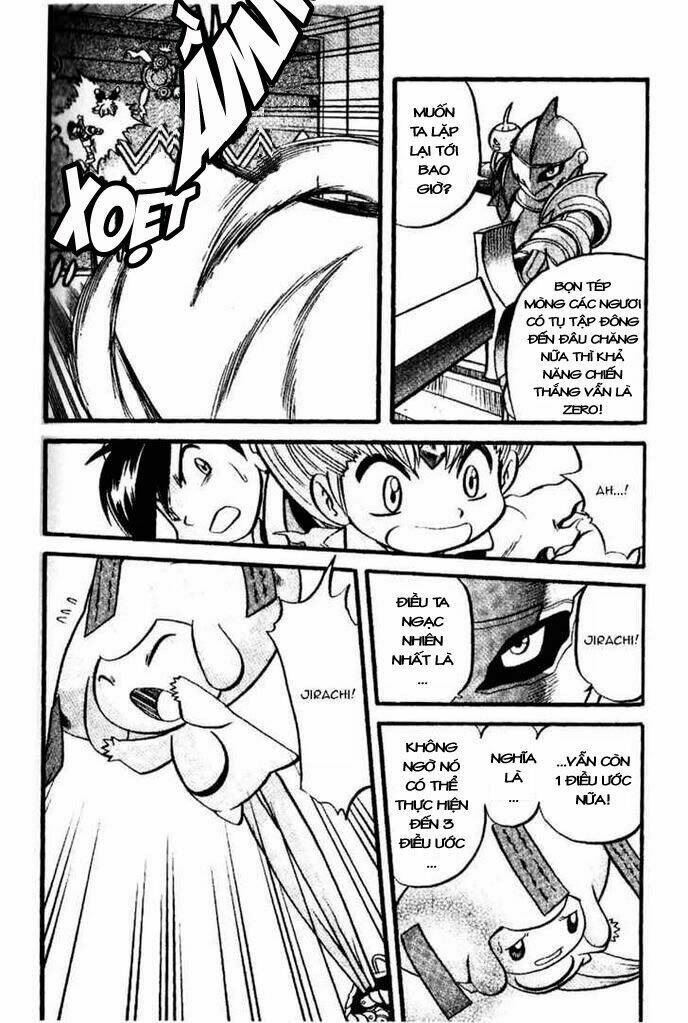 MUỐN
TA LẶP
LẠI TỚI
BAO
GIỜ?
BỌN TÉP
MÒNG CÁC NGƯƠI
CÓ TỤ TẬP ĐÔNG
ĐẾN ĐÂU CHĂNG
NỮA THÌ KHẢ
NĂNG CHIẾN
THẮNG VẪN LÀ
ZERO!
XOẸT
AH...!
JIRACHI!
ĐIỀU TA
NGẠC
NHIÊN
NHẤT LÀ
...
JIRACHI!
...VẪN CÒN
1 ĐIỀU ƯỚC
NỮA!
NGHĨA
LÀ
...
KHÔNG
NGỜ NÓ
CÓ THỂ
THỰC HIỆN
ĐẾN 3
ĐIỀU ƯỚC
...